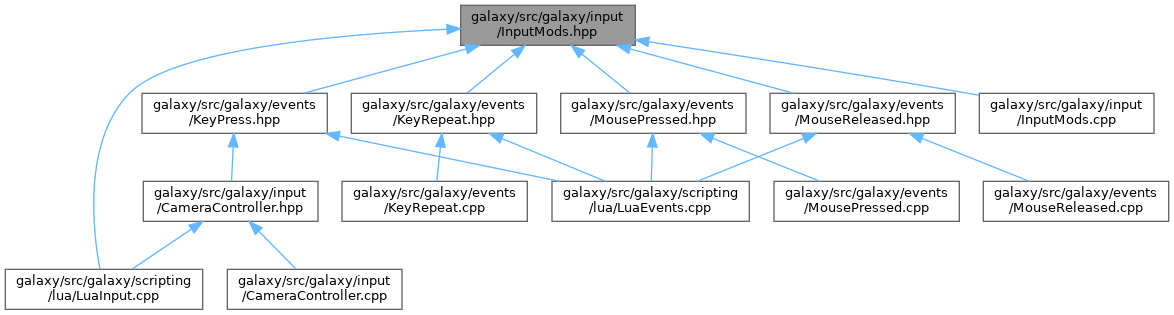 galaxy/src/galaxy/input
/InputMods.hpp
galaxy/src/galaxy/events
/KeyPress.hpp
galaxy/src/galaxy/events
/KeyRepeat.hpp
galaxy/src/galaxy/events
/MousePressed.hpp
galaxy/src/galaxy/events
/MouseReleased.hpp
galaxy/src/galaxy/input
/InputMods.cpp
galaxy/src/galaxy/input
/CameraController.hpp
galaxy/src/galaxy/events
/KeyRepeat.cpp
galaxy/src/galaxy/scripting
/lua/LuaEvents.cpp
galaxy/src/galaxy/events
/MousePressed.cpp
galaxy/src/galaxy/events
/MouseReleased.cpp
galaxy/src/galaxy/scripting
/lua/LuaInput.cpp
galaxy/src/galaxy/input
/CameraController.cpp